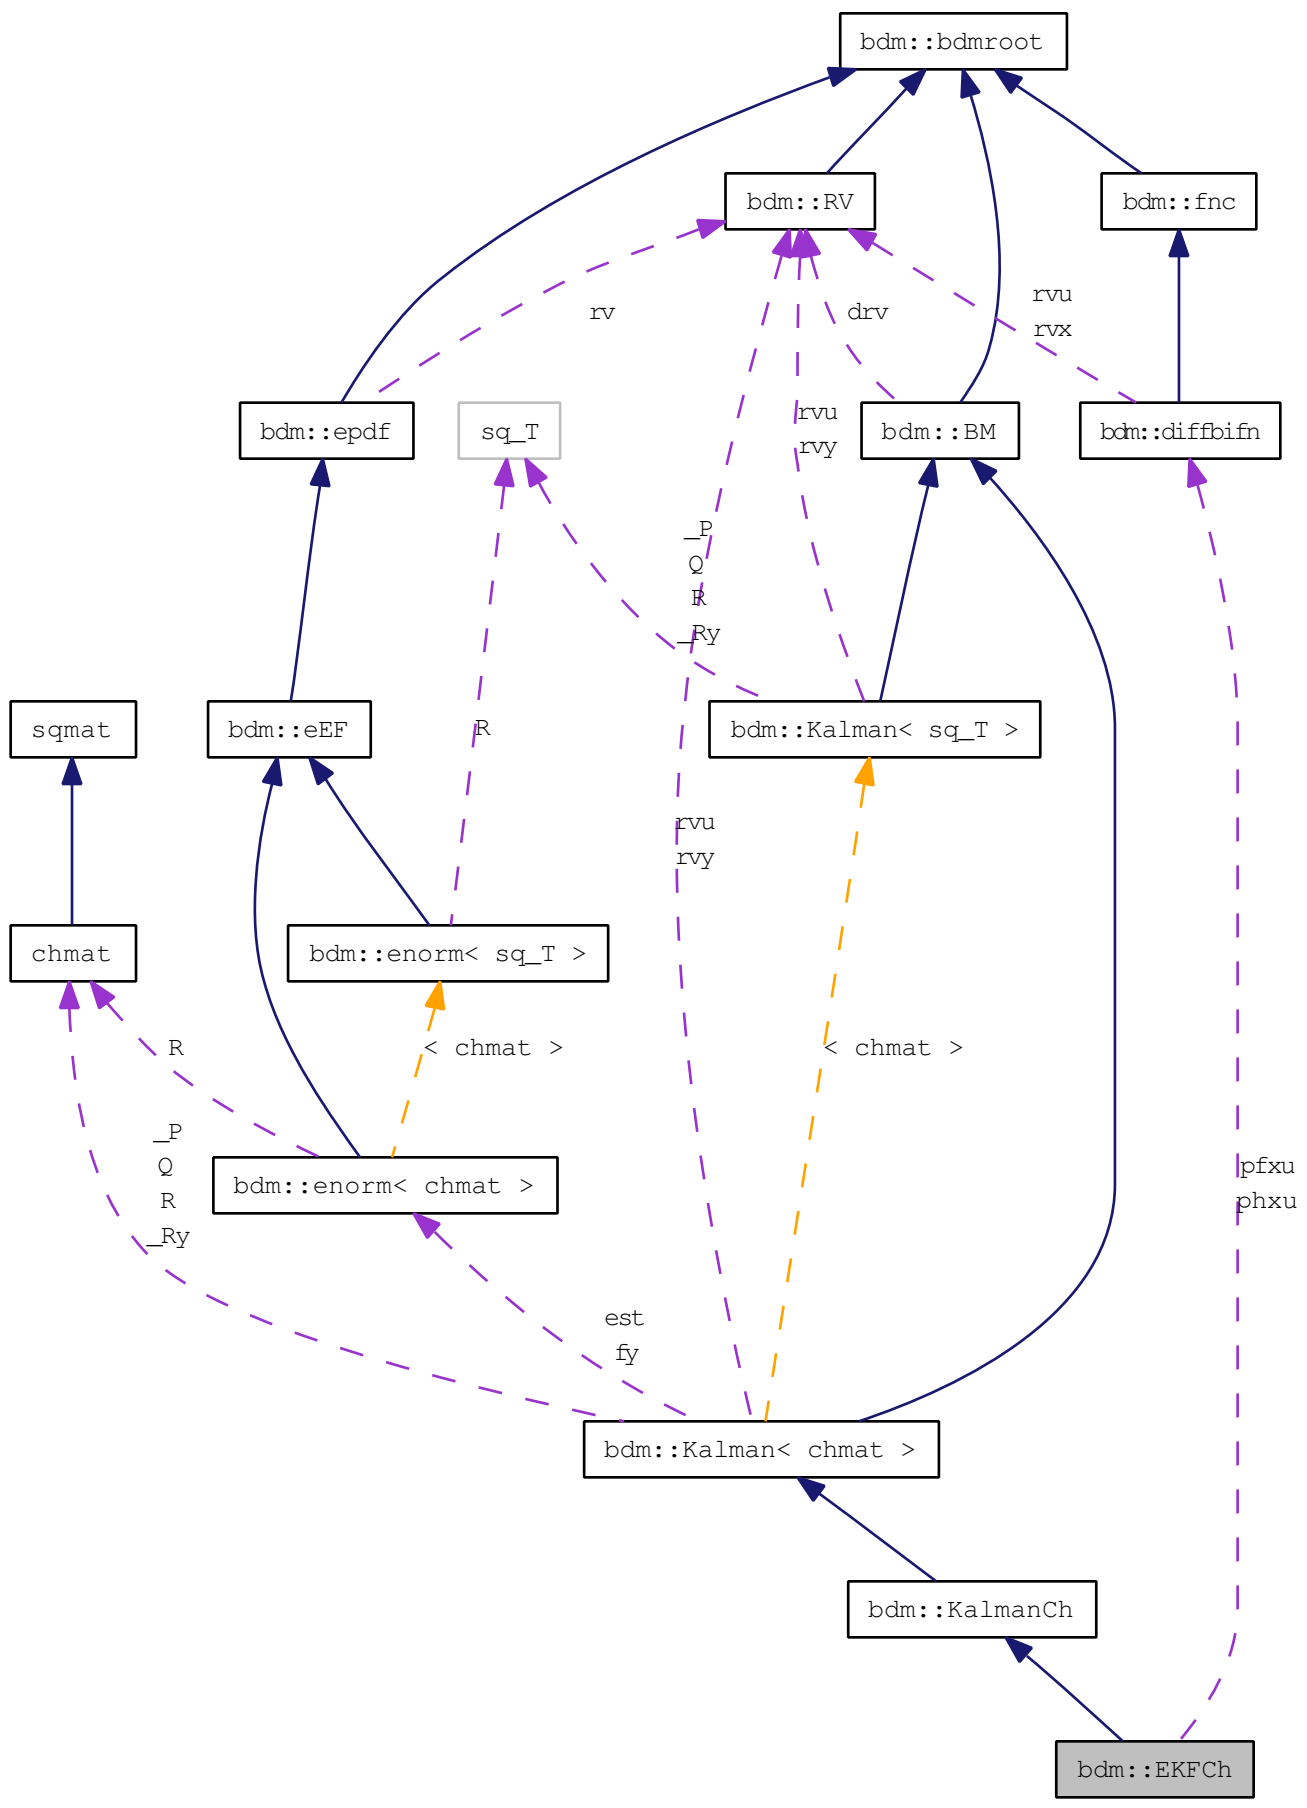 bdm::bdmroot
bdm::RV
bdm::fnc
rvu
rv
drv
rvx
bdm::epdf
sq_T
bdm::BM
bdm::diffbifn
rvu
rvy
_P
Q
R
_Ry
sqmat
bdm::eEF
R
bdm::Kalman< sq_T >
rvu
rvy
chmat
bdm::enorm< sq_T >
R
< chmat >
< chmat >
_P
Q
R
_Ry
bdm::enorm< chmat >
pfxu
phxu
est
fy
bdm::Kalman< chmat >
bdm::KalmanCh
bdm::EKFCh